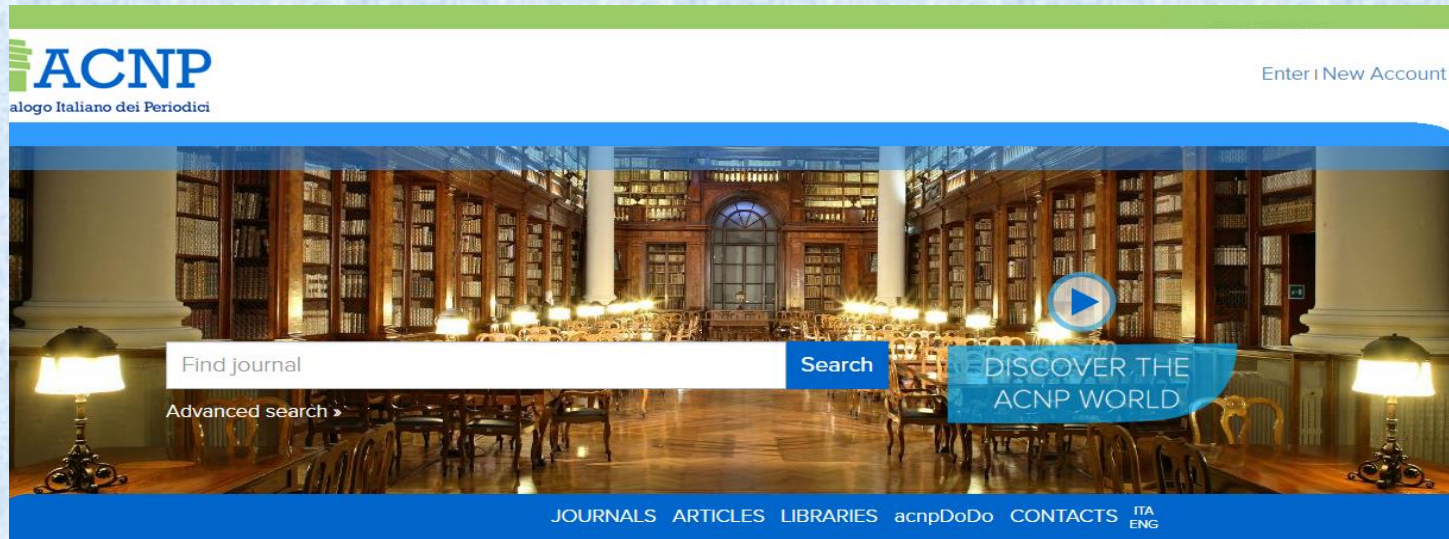 ACNP
alogo Italiano dei Periodici
Enter | New Account
Find journal
Search
Advanced search »
DISCOVER THE
ACNP WORLD
JOURNALS ARTICLES LIBRARIES acnpDoDo CONTACTS ITA
ENG